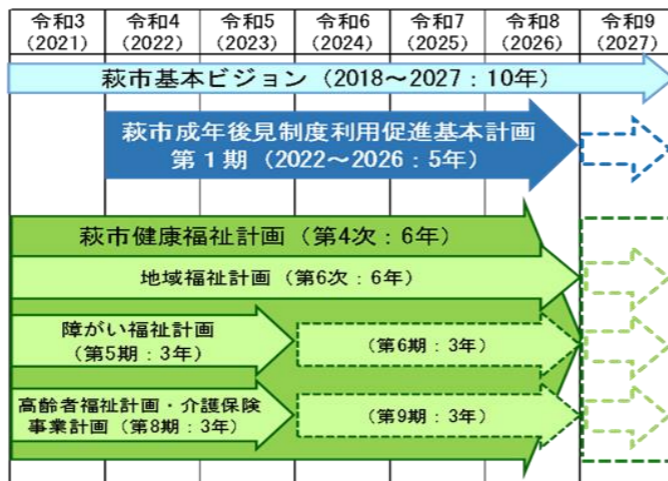 令和3 令和4 令和5 令和6 令和7 令和8 令和9
(2021) (2022) (2023) (2024) (2025) (2026) (2027)
萩市基本ビジョン（2018～2027：10年）
萩市成年後見制度利用促進基本計画
第１期（2022～2026：5年）
萩市健康福祉計画（第4次：6年）
地域福祉計画（第6次：6年）
障がい福祉計画
（第5期：3年）
（第6期：3年）
高齢者福祉計画・介護保険
事業計画（第8期：3年）
（第9期：3年）